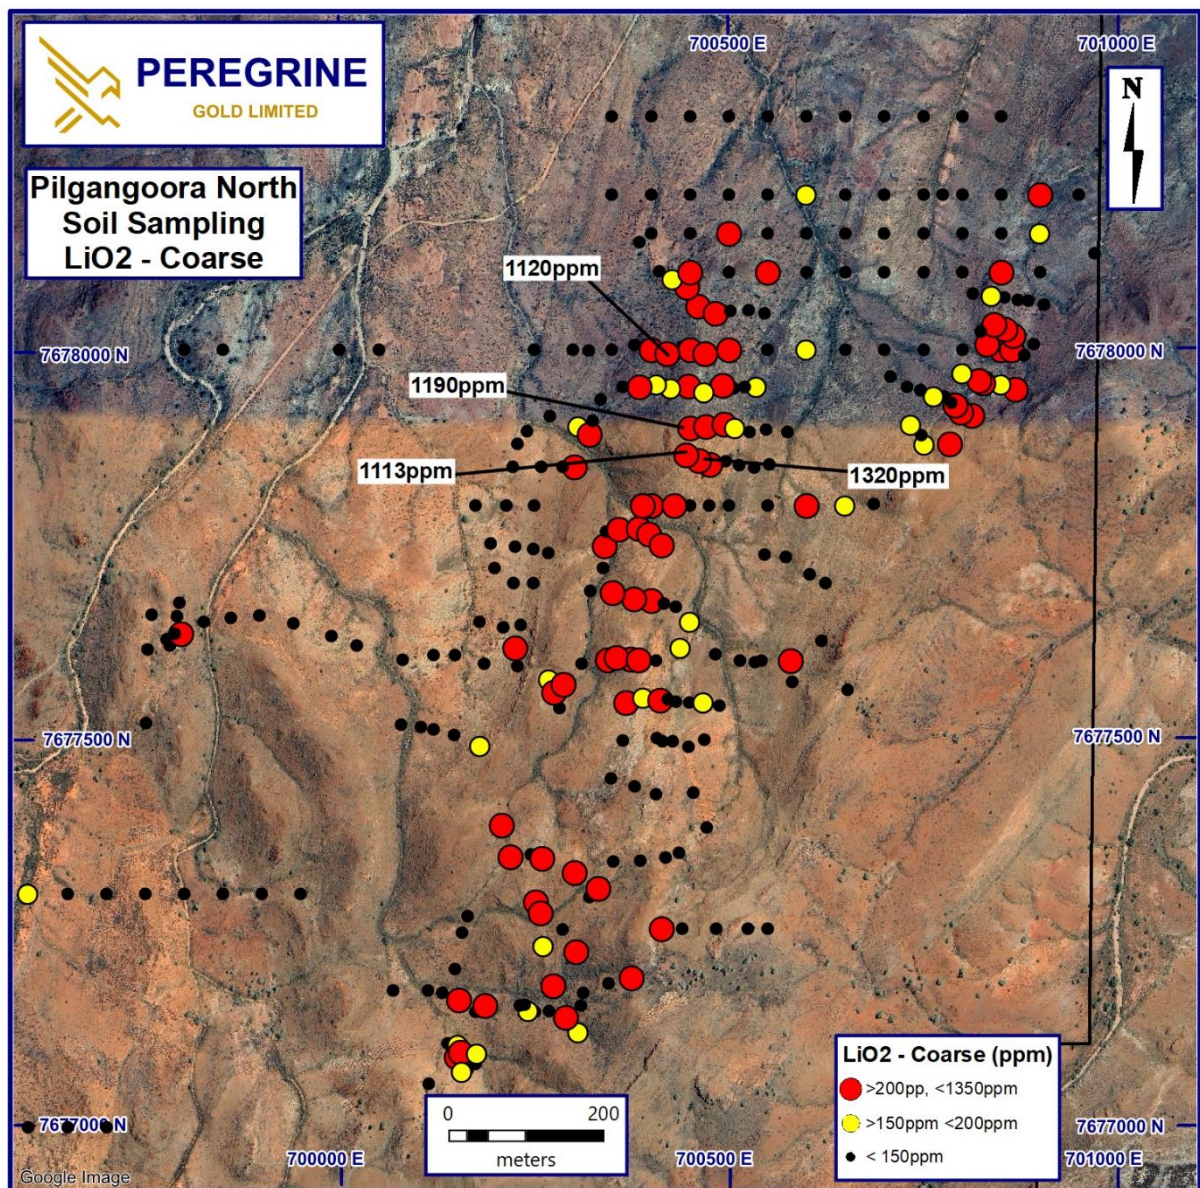 PEREGRINE
GOLD LIMITED
Pilgangoora North
Soil Sampling
LiO2 - Coarse
700500 E
701000 E
N
1120ppm
7678000 N
7678000 N
1190ppm
1113ppm
1320ppm
7677500 N
7677500 N
LiO2 - Coarse (ppm)
>200pp, <1350ppm
>150ppm <200ppm
< 150ppm
0 200
meters
7677000 N
7677000 N
700000 E
700500 E
701000 E
Google Image